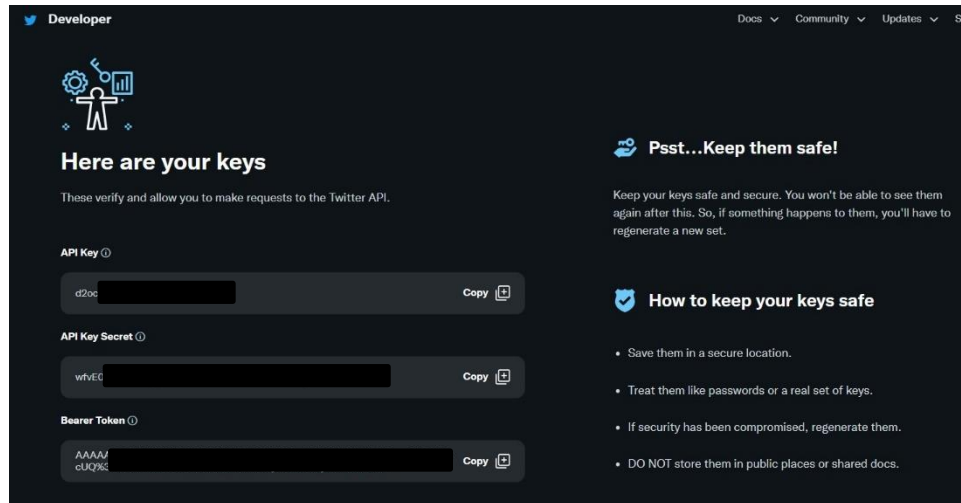 Developer
Docs Community Updates S
Here are your keys
These verify and allow you to make requests to the Twitter API.
API Key
d2oc
Copy
API Key Secret
wfvE0
Copy
Bearer Token
AAAAA
cUQ%3
Copy
Psst...Keep them safe!
Keep your keys safe and secure. You won't be able to see them
again after this. So, if something happens to them, you'll have to
regenerate a new set.
How to keep your keys safe
• Save them in a secure location.
• Treat them like passwords or a real set of keys.
• If security has been compromised, regenerate them.
• DO NOT store them in public places or shared docs.